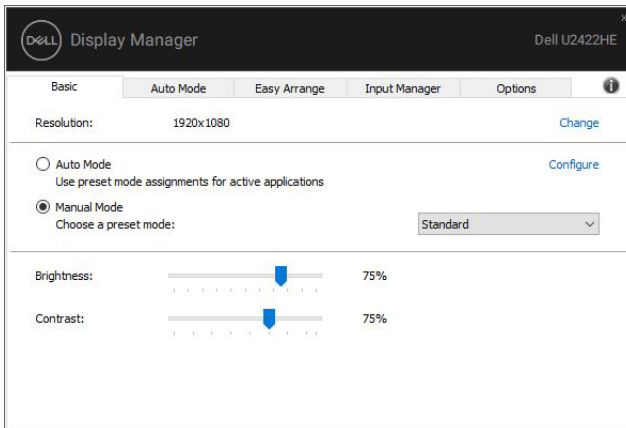 DELL Display Manager Dell U2422HE
Basic Auto Mode Easy Arrange Input Manager Options
Resolution: 1920x1080 Change
Auto Mode Configure
Use preset mode assignments for active applications
Manual Mode
Choose a preset mode: Standard
Brightness: 75%
Contrast: 75%